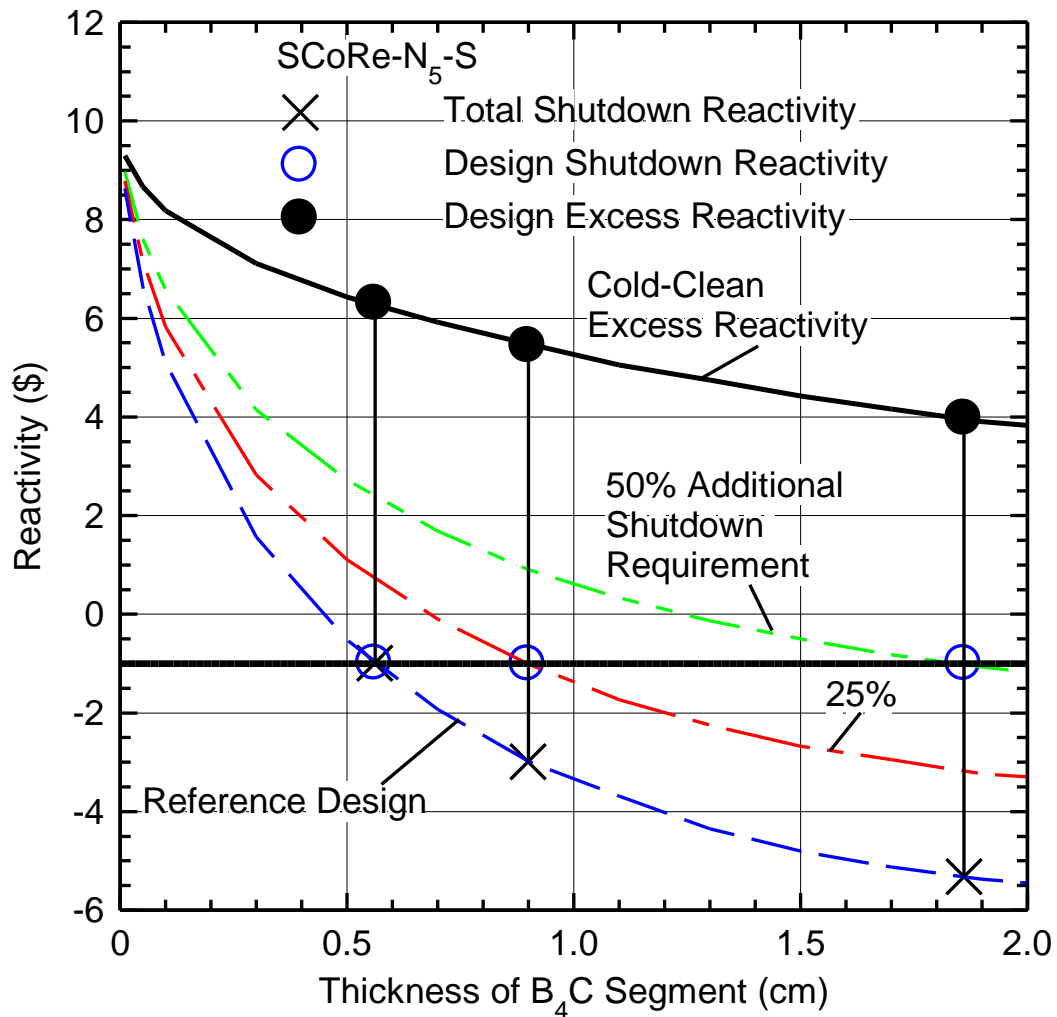 12
10
8
6
4
2
0
-2
-4
-6
Reactivity ($)
SCoRe-N5-S
Total Shutdown Reactivity
Design Shutdown Reactivity
Design Excess Reactivity
Cold-Clean
Excess Reactivity
50% Additional
Shutdown
Requirement
25%
Reference Design
0
0.5
1.0
1.5
2.0
Thickness of B4C Segment (cm)